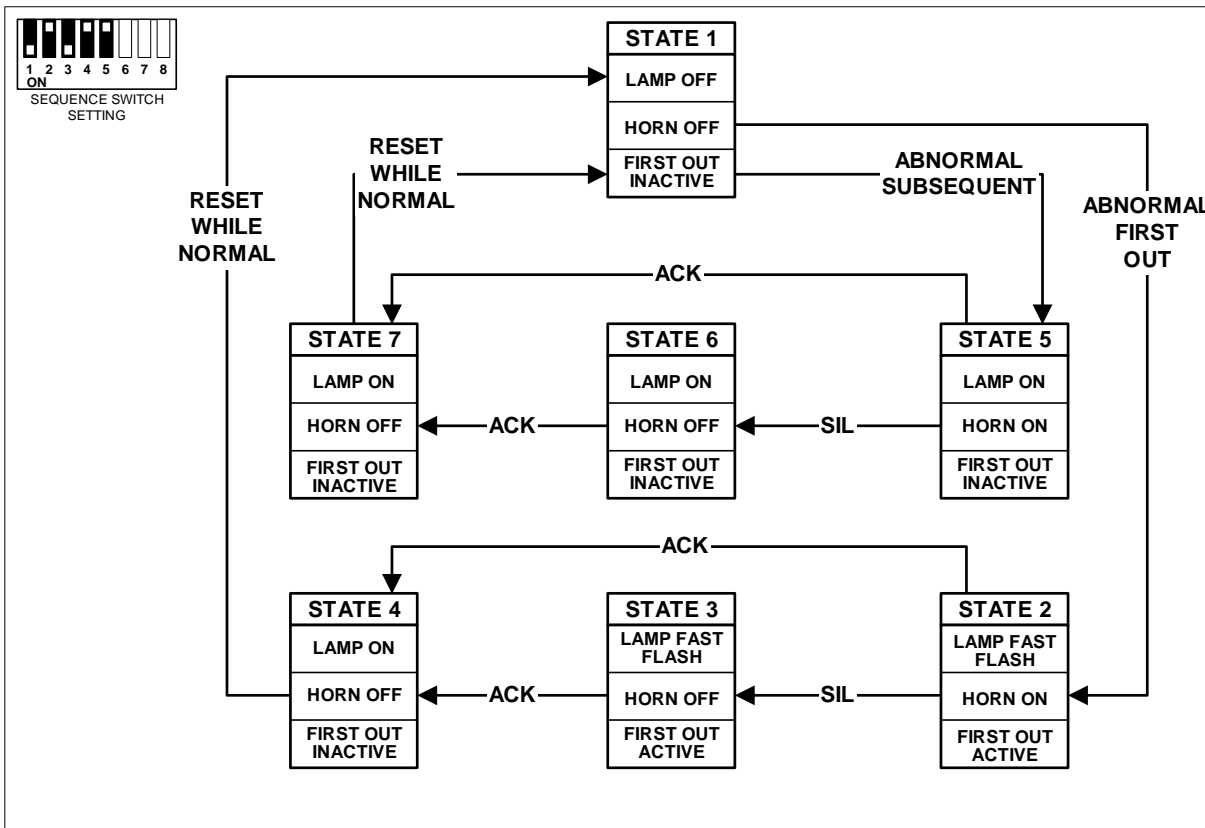 1 2 3 4 5 6 7 8
ON
SEQUENCE SWITCH
SETTING
STATE 1
LAMP OFF
HORN OFF
FIRST OUT
INACTIVE
RESET
WHILE
NORMAL
RESET
WHILE
NORMAL
ABNORMAL
SUBSEQUENT
ABNORMAL
FIRST
OUT
ACK
STATE 7
LAMP ON
HORN OFF
FIRST OUT
INACTIVE
ACK
STATE 6
LAMP ON
HORN OFF
FIRST OUT
INACTIVE
SIL
STATE 5
LAMP ON
HORN ON
FIRST OUT
INACTIVE
ACK
STATE 4
LAMP ON
HORN OFF
FIRST OUT
INACTIVE
ACK
STATE 3
LAMP FAST
FLASH
HORN OFF
FIRST OUT
ACTIVE
SIL
STATE 2
LAMP FAST
FLASH
HORN ON
FIRST OUT
ACTIVE